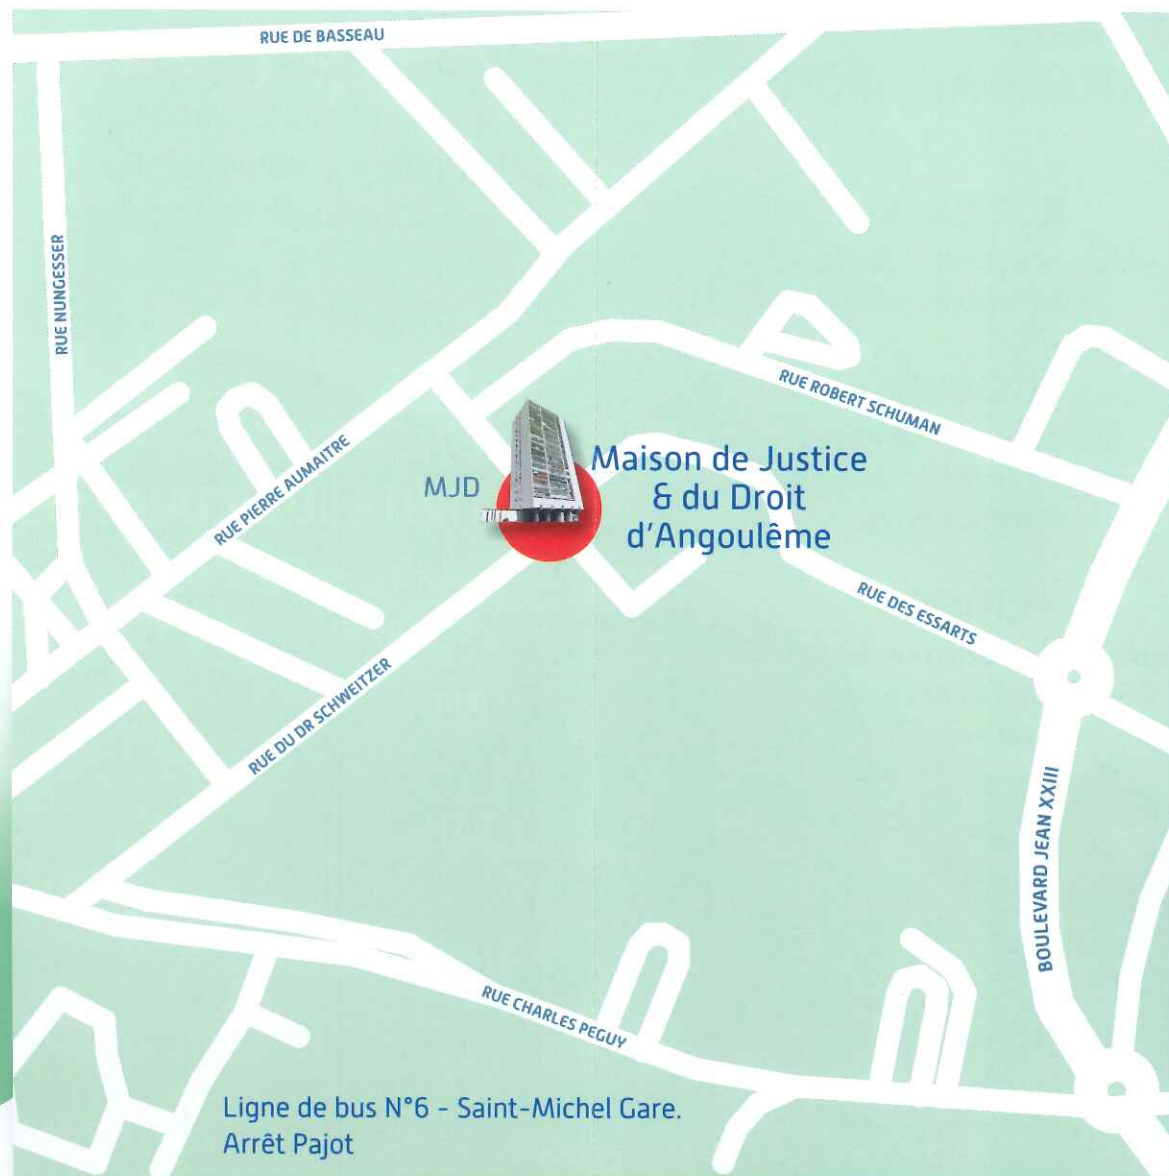 RUE DE BASSEAU
RUE NUNGESSER
RUE ROBERT SCHUMAN
RUE PIERRE AUMAITRE
MJD
Maison de Justice
& du Droit
d'Angoulême
RUE DES ESSARTS
RUE DU DR SCHWEITZER
BOULEVARD JEAN XXIII
RUE CHARLES PEGUY
Ligne de bus N°6 - Saint-Michel Gare.
Arrêt Pajot